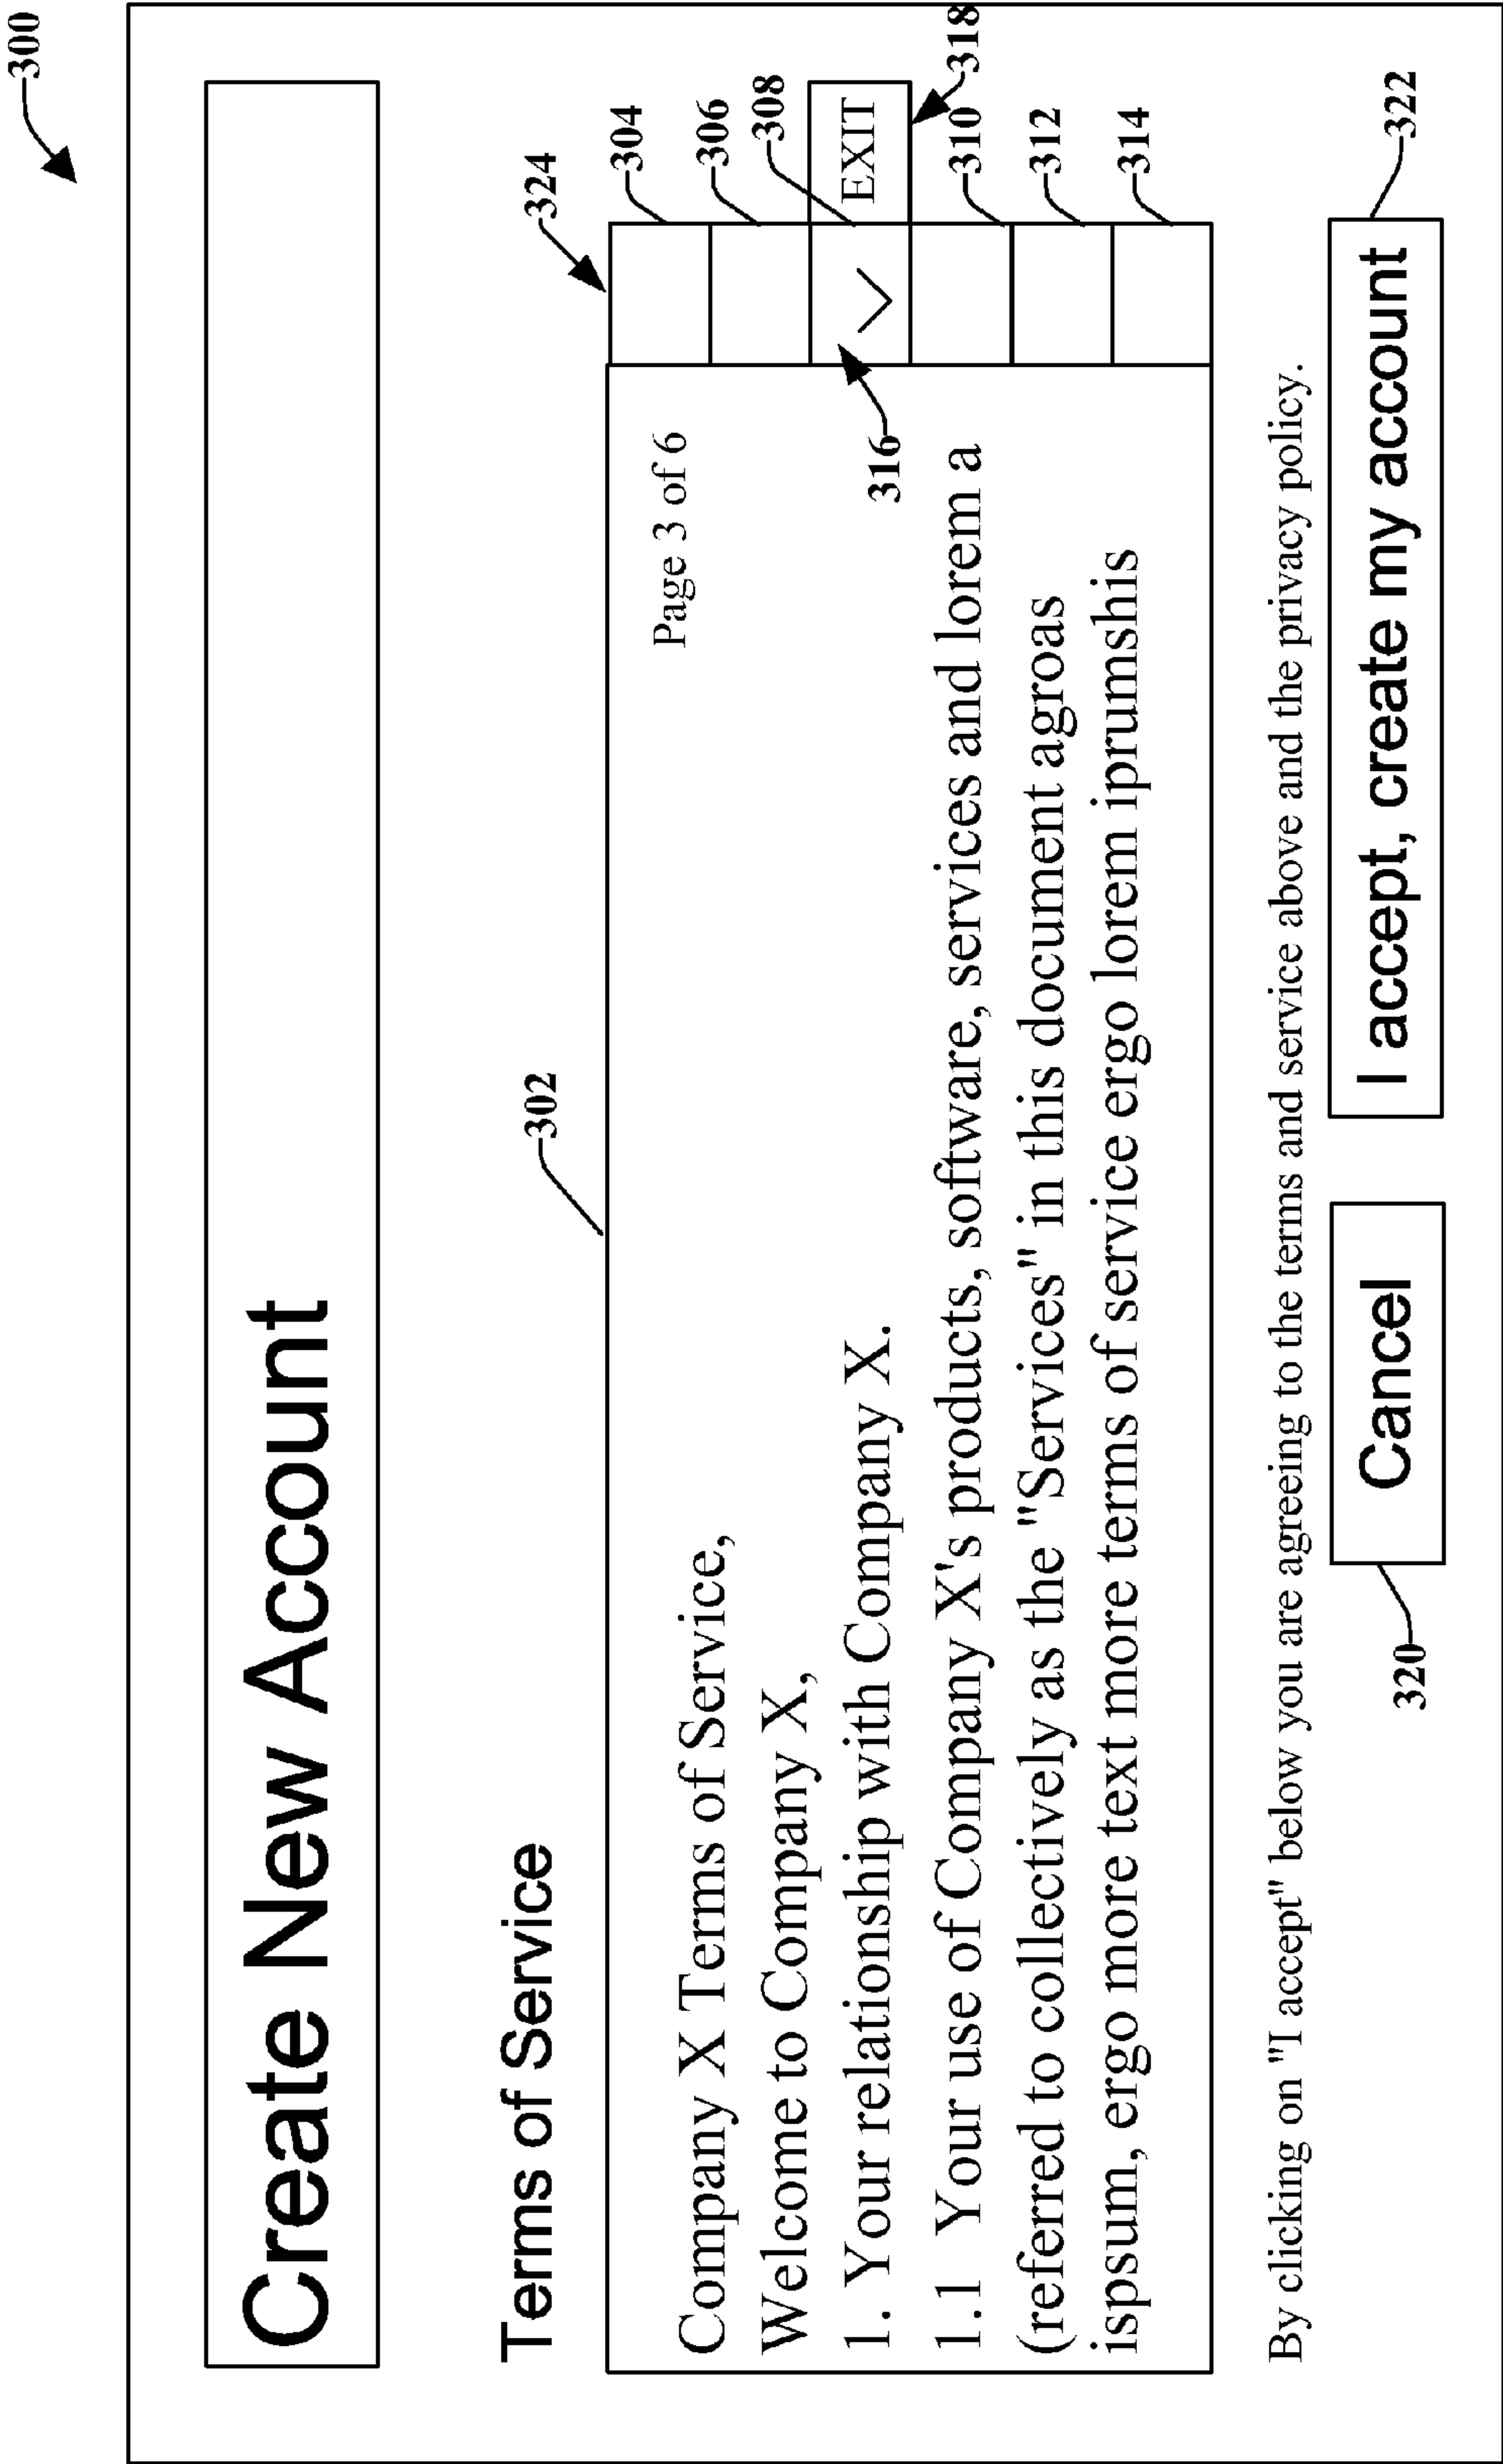 300
Create New Account
Terms of Service
302
324
304
306
308
318
310
312
314
316
EXIT
Page 3 of 6
Company X Terms of Service,
Welcome to Company X,
1. Your relationship with Company X.
1.1 Your use of Company X's products, software, services and lorem a
(referred to collectively as the "Services" in this document agroas
ispsum, ergo more text more terms of service ergo lorem iprumshis
By clicking on "I accept" below you are agreeing to the terms and service above and the privacy policy.
320
Cancel
I accept, create my account
322